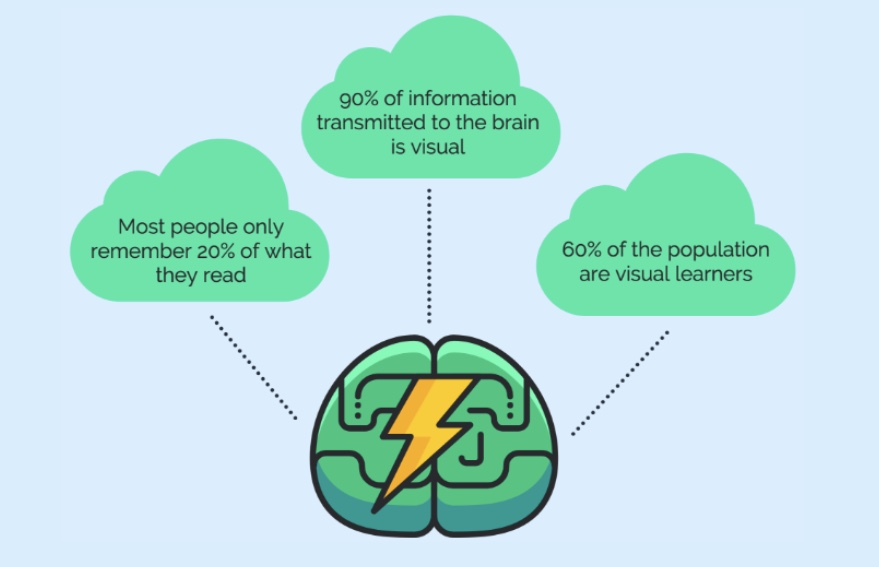 90% of information
transmitted to the brain
is visual
Most people only
remember 20% of what
they read
60% of the population
are visual learners